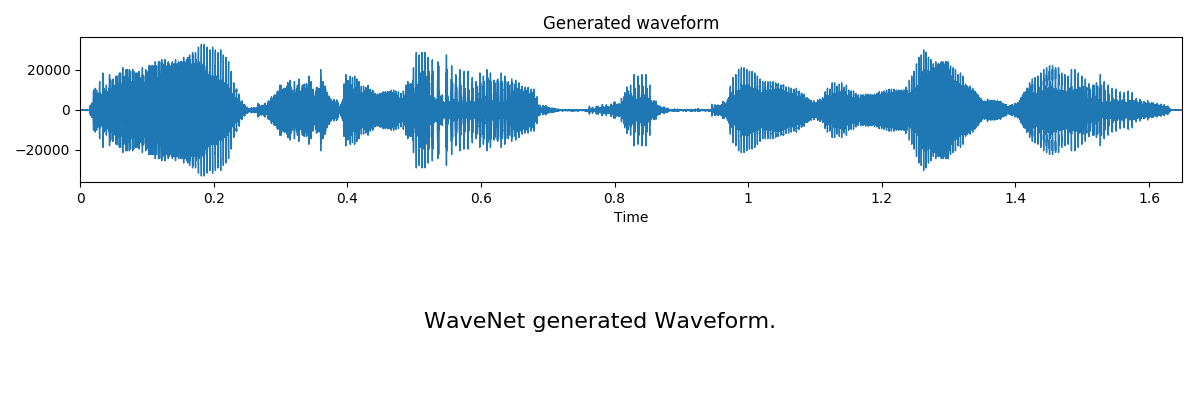 Generated waveform
20000
0
−20000
0 0.2 0.4 0.6 0.8 1 1.2 1.4 1.6
Time
WaveNet generated Waveform.